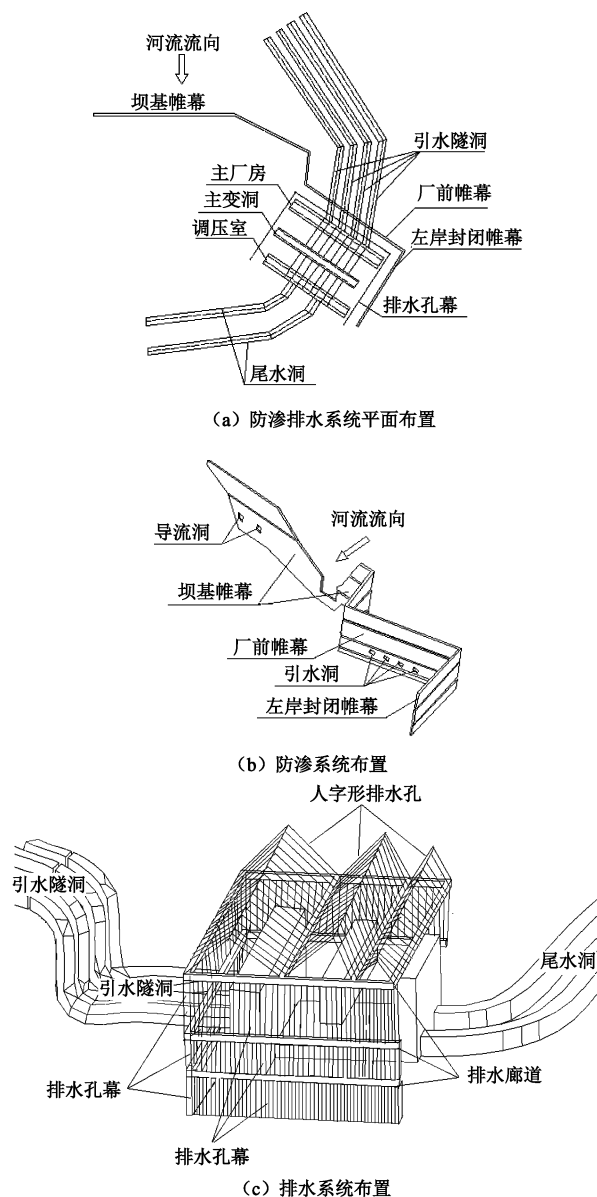 河流流向
坝基帷幕
引水隧洞
主厂房
厂前帷幕
主变洞
调压室
左岸封闭帷幕
排水孔幕
尾水洞
(a) 防渗排水系统平面布置
河流流向
导流洞
坝基帷幕
厂前帷幕
引水洞
左岸封闭帷幕
(b) 防渗系统布置
人字形排水孔
引水隧洞
尾水洞
引水隧洞
排水孔幕
排水廊道
排水孔幕
(c) 排水系统布置